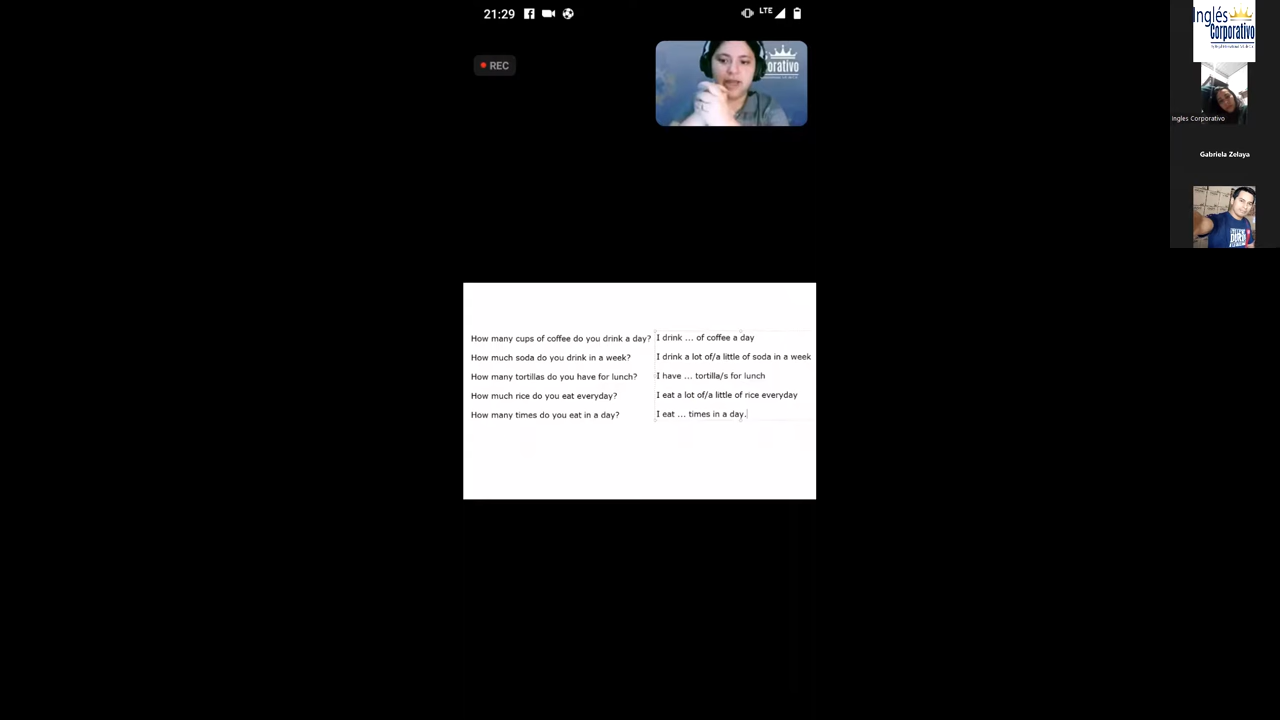 21:29
LTE
REC
orativo
Inglés
Corporativo
Ingles Corporativo
Gabriela Zelaya
How many cups of coffee do you drink a day? I drink ... of coffee a day
How much soda do you drink in a week? I drink a lot of/a little of soda in a week
How many tortillas do you have for lunch? I have ... tortilla/s for lunch
How much rice do you eat everyday? I eat a lot of/a little of rice everyday
How many times do you eat in a day? I eat ... times in a day.